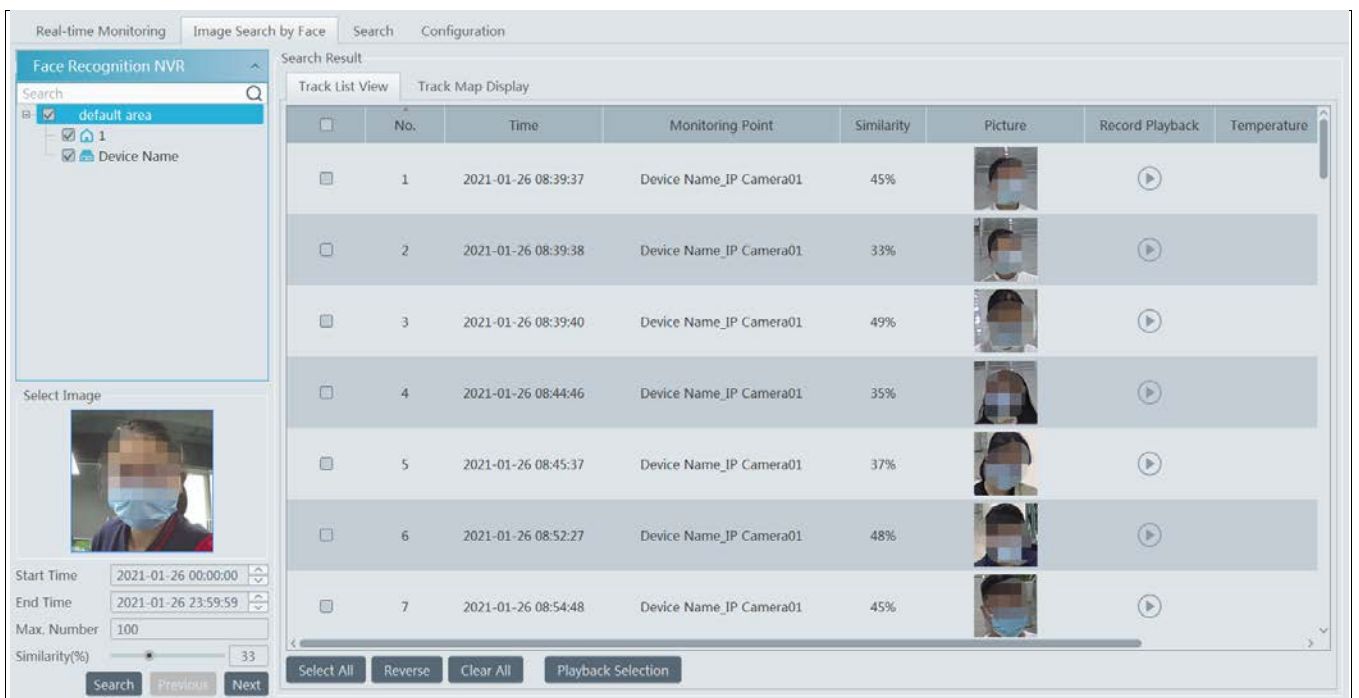 Real-time Monitoring Image Search by Face Search Configuration
Face Recognition NVR
Search
default area
1
Device Name
Select Image
Start Time 2021-01-26 00:00:00
End Time 2021-01-26 23:59:59
Max. Number 100
Similarity(%) 33
Search Previous Next
Search Result
Track List View Track Map Display
No. Time Monitoring Point Similarity Picture Record Playback Temperature
1 2021-01-26 08:39:37 Device Name_IP Camera01 45%
2 2021-01-26 08:39:38 Device Name_IP Camera01 33%
3 2021-01-26 08:39:40 Device Name_IP Camera01 49%
4 2021-01-26 08:44:46 Device Name_IP Camera01 35%
5 2021-01-26 08:45:37 Device Name_IP Camera01 37%
6 2021-01-26 08:52:27 Device Name_IP Camera01 48%
7 2021-01-26 08:54:48 Device Name_IP Camera01 45%
Select All Reverse Clear All Playback Selection